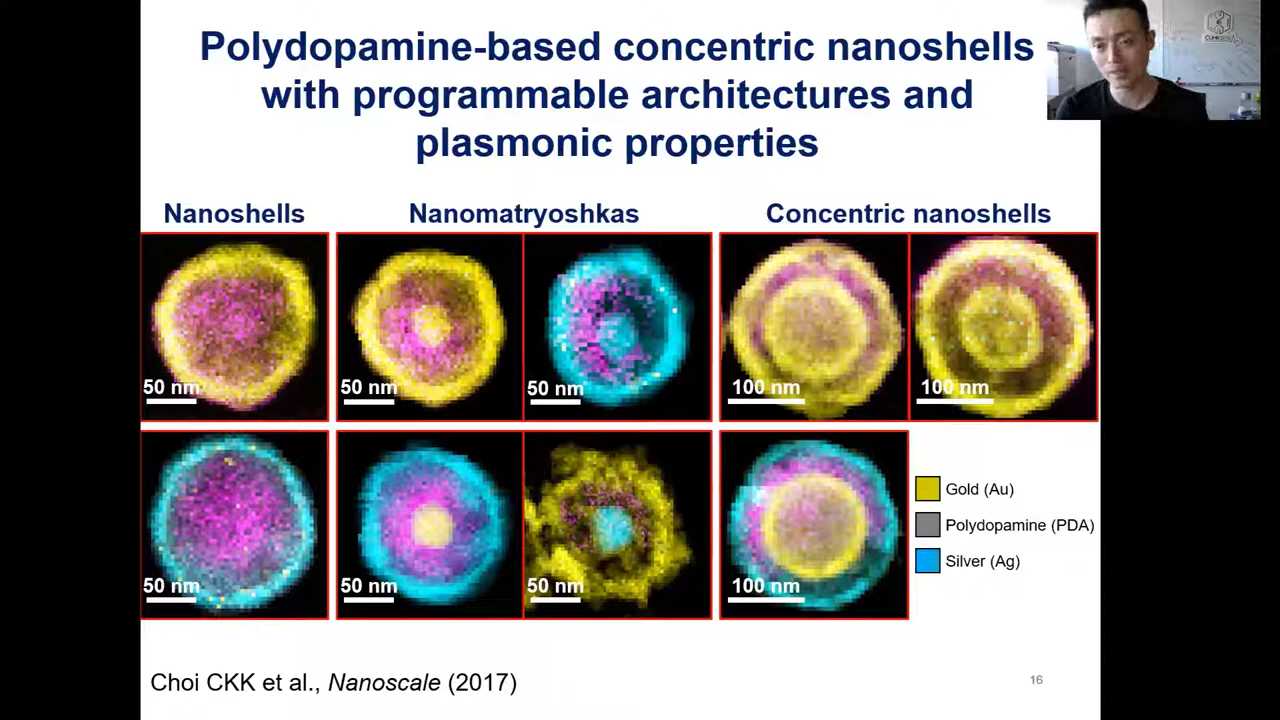 Polydopamine-based concentric nanoshells
with programmable architectures and
plasmonic properties
Nanoshells
Nanomatryoshkas
Concentric nanoshells
50 nm
50 nm
50 nm
100 nm
100 nm
50 nm
50 nm
50 nm
100 nm
Gold (Au)
Polydopamine (PDA)
Silver (Ag)
Choi CKK et al., Nanoscale (2017)
16